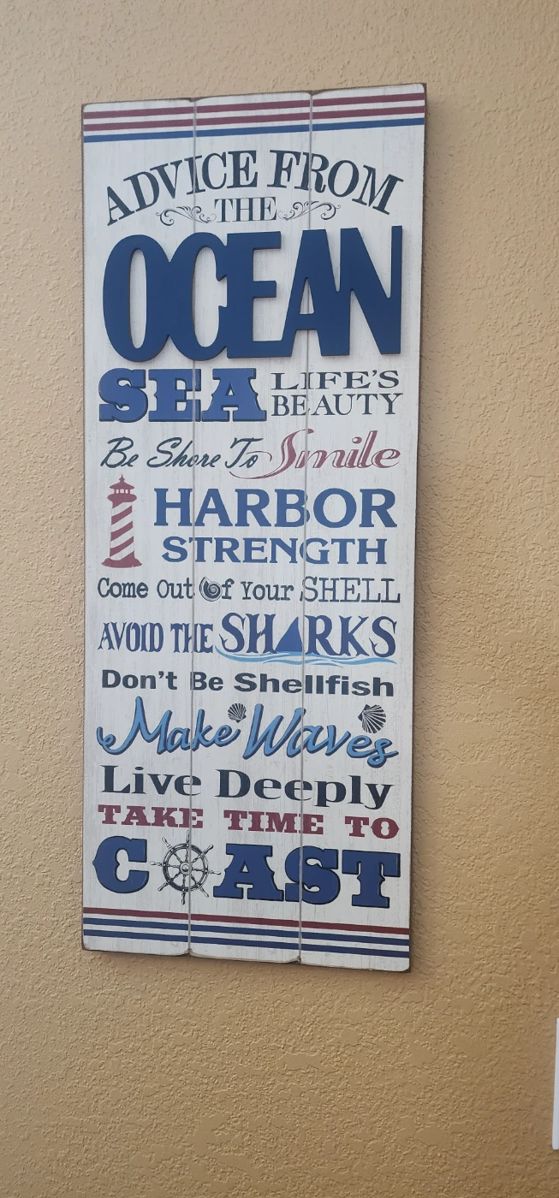 ADVICE FROM
THE
OCEAN
SEA LIFE'S
BEAUTY
Be Shore To Smile
HARBOR
STRENGTH
Come Out of Your SHELL
AVOID THE SHARKS
Don't Be Shellfish
Make Waves
Live Deeply
TAKE TIME TO
COAST